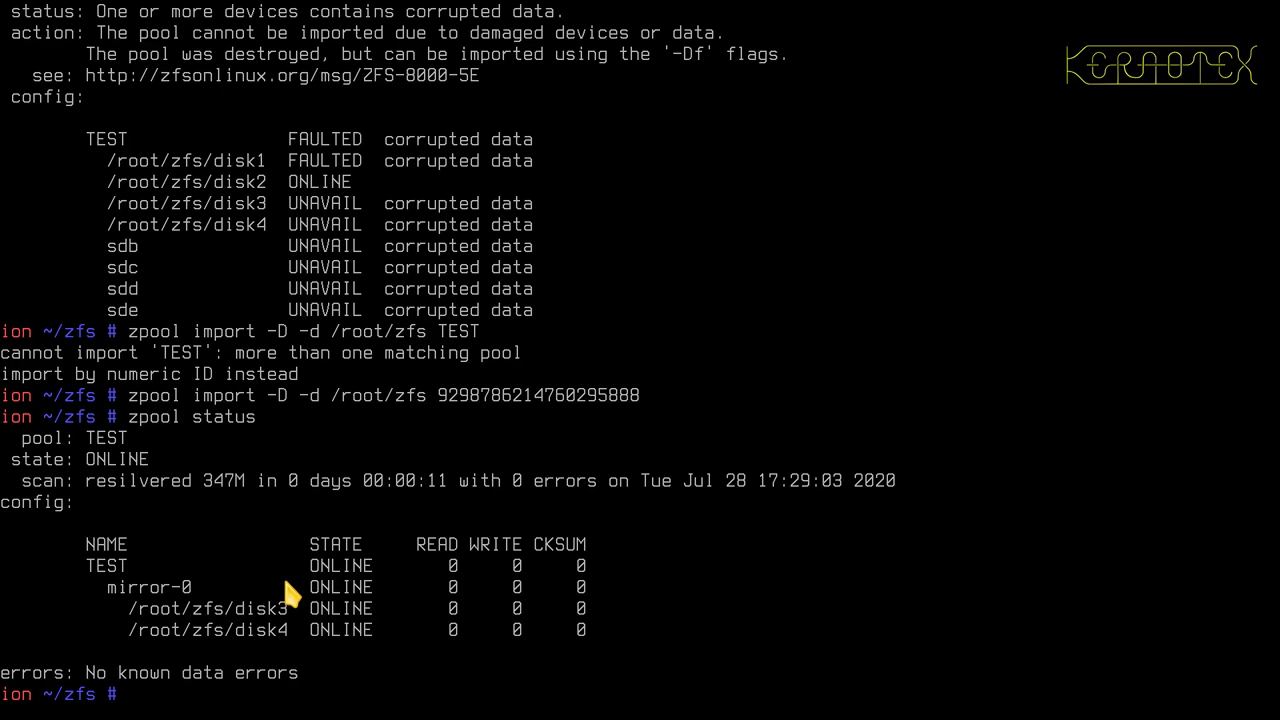 status: One or more devices contains corrupted data.
action: The pool cannot be imported due to damaged devices or data.
The pool was destroyed, but can be imported using the '-Df' flags.
see: http://zfsonlinux.org/msg/ZFS-8000-5E
config:
KERNOTEX
TEST FAULTED corrupted data
/root/zfs/disk1 FAULTED corrupted data
/root/zfs/disk2 ONLINE
/root/zfs/disk3 UNAVAIL corrupted data
/root/zfs/disk4 UNAVAIL corrupted data
sdb UNAVAIL corrupted data
sdc UNAVAIL corrupted data
sdd UNAVAIL corrupted data
sde UNAVAIL corrupted data
ion ~/zfs # zpool import -D -d /root/zfs TEST
cannot import 'TEST': more than one matching pool
import by numeric ID instead
ion ~/zfs # zpool import -D -d /root/zfs 9298786214760295888
ion ~/zfs # zpool status
pool: TEST
state: ONLINE
scan: resilvered 347M in 0 days 00:00:11 with 0 errors on Tue Jul 28 17:29:03 2020
config:
NAME STATE READ WRITE CKSUM
TEST ONLINE 0 0 0
mirror-0 ONLINE 0 0 0
/root/zfs/disk3 ONLINE 0 0 0
/root/zfs/disk4 ONLINE 0 0 0
errors: No known data errors
ion ~/zfs #